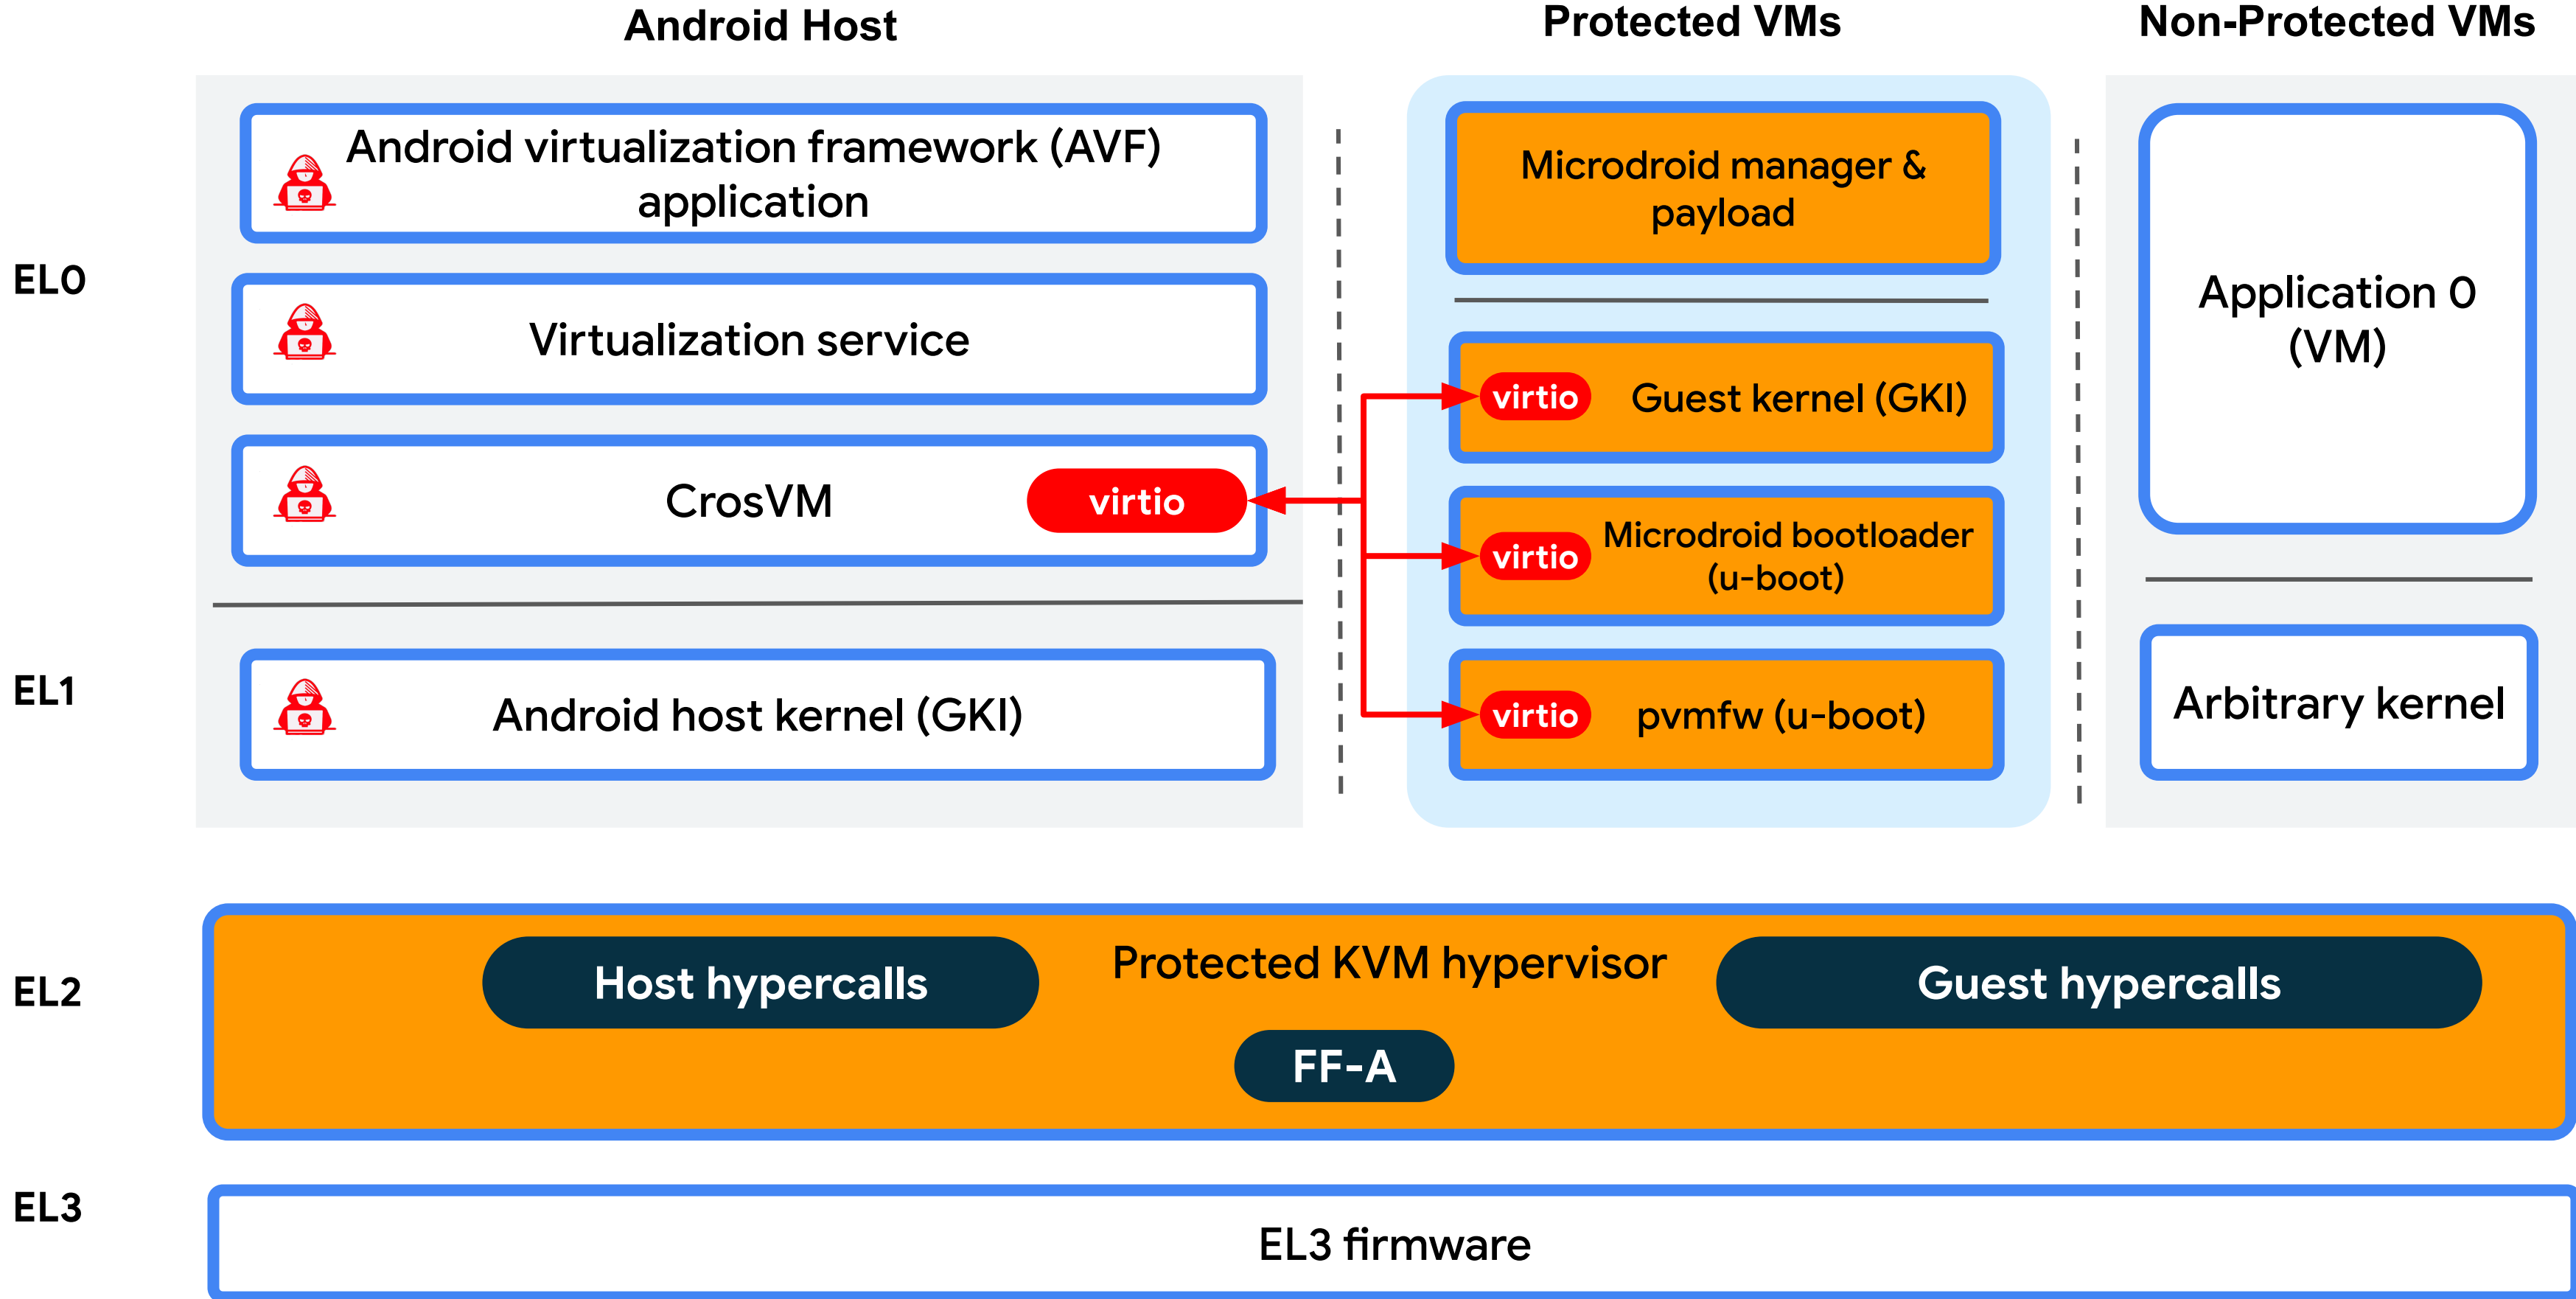 Android Host
Protected VMs
Non-Protected VMs
EL0
Android virtualization framework (AVF)
application
Virtualization service
CrosVM
virtio
Microdroid manager &
payload
virtio
Guest kernel (GKI)
virtio
Microdroid bootloader
(u-boot)
Application 0
(VM)
EL1
Android host kernel (GKI)
virtio
pvmfw (u-boot)
Arbitrary kernel
EL2
Host hypercalls
Protected KVM hypervisor
Guest hypercalls
FF-A
EL3
EL3 firmware